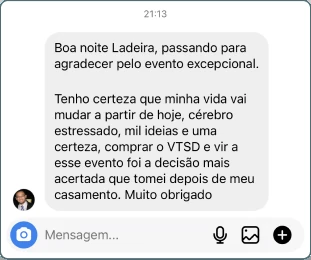 21:13
Boa noite Ladeira, passando para
agradecer pelo evento excepcional.
Tenho certeza que minha vida vai
mudar a partir de hoje, cérebro
estressado, mil ideias e uma
certeza, comprar o VTSD e vir a
esse evento foi a decisão mais
acertada que tomei depois de meu
casamento. Muito obrigado
Mensagem...